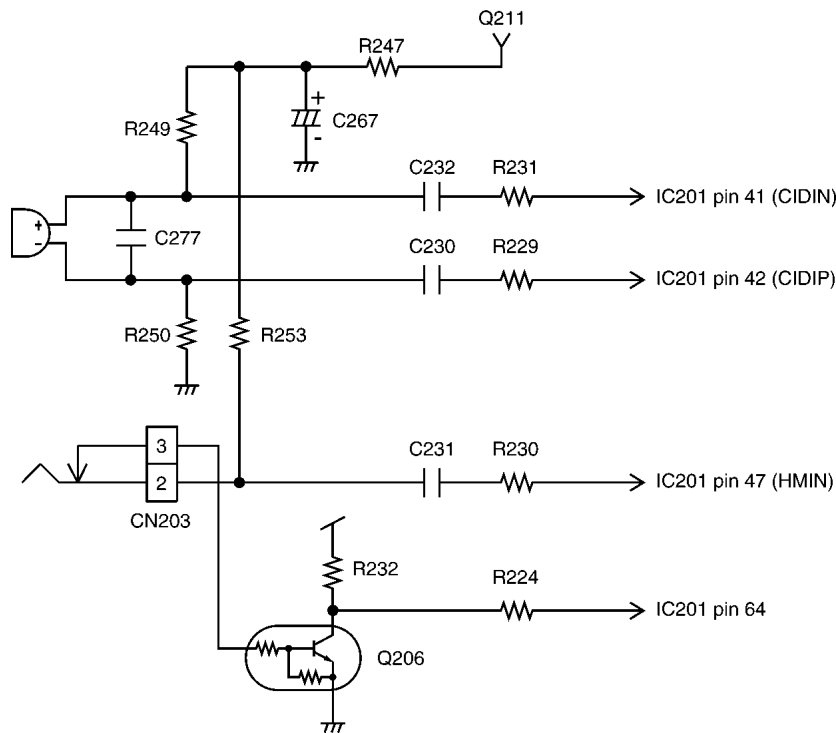 Q211
R247
R249
+
C267
-
C232
R231
IC201 pin 41 (CIDIN)
+
-
C277
C230
R229
IC201 pin 42 (CIDIP)
R250
R253
3
2
CN203
C231
R230
IC201 pin 47 (HMIN)
R232
R224
IC201 pin 64
Q206